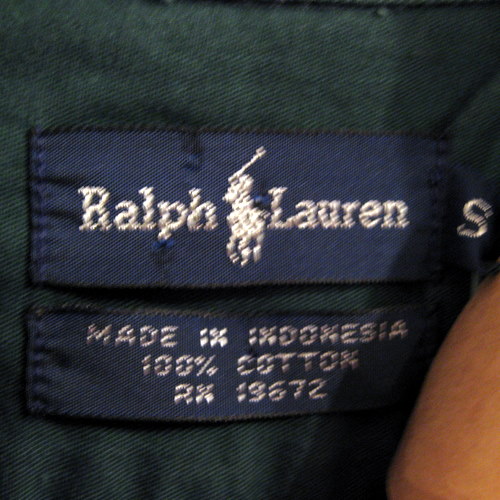 Ralph Lauren
S
MADE IN INDONESIA
100% COTTON
RN 19672